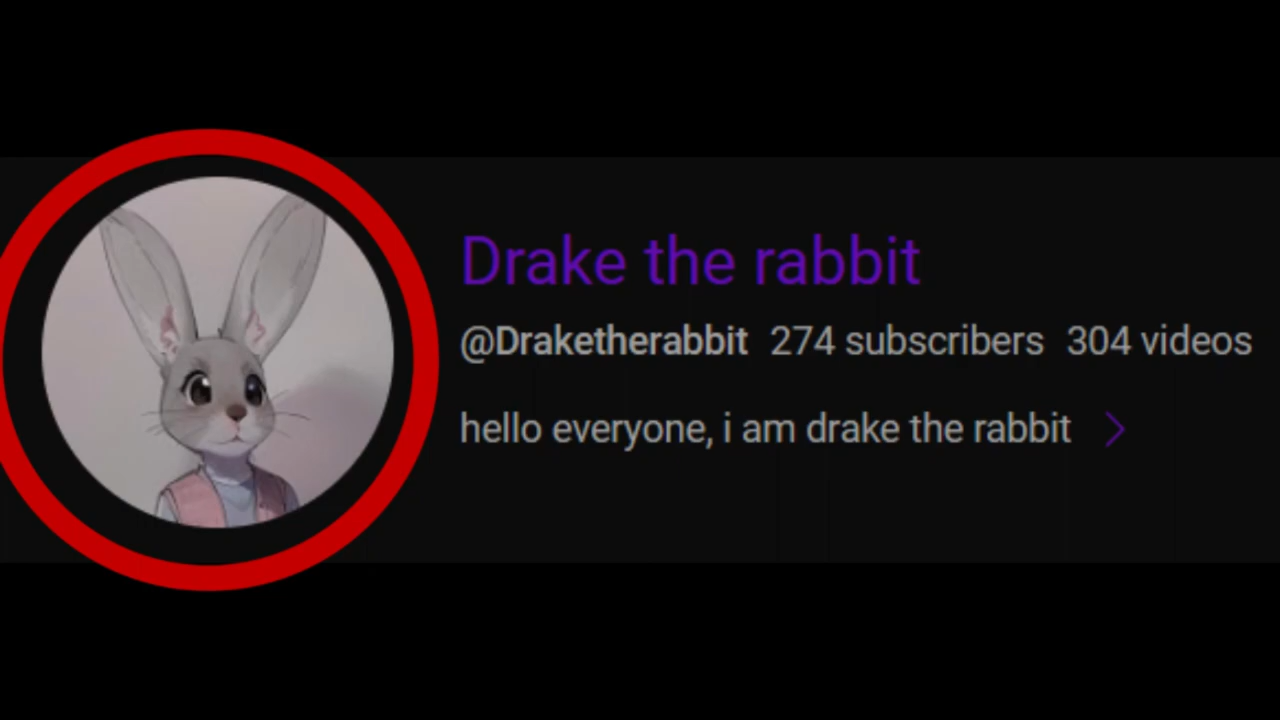 Drake the rabbit
@Draketherabbit 274 subscribers 304 videos
hello everyone, i am drake the rabbit